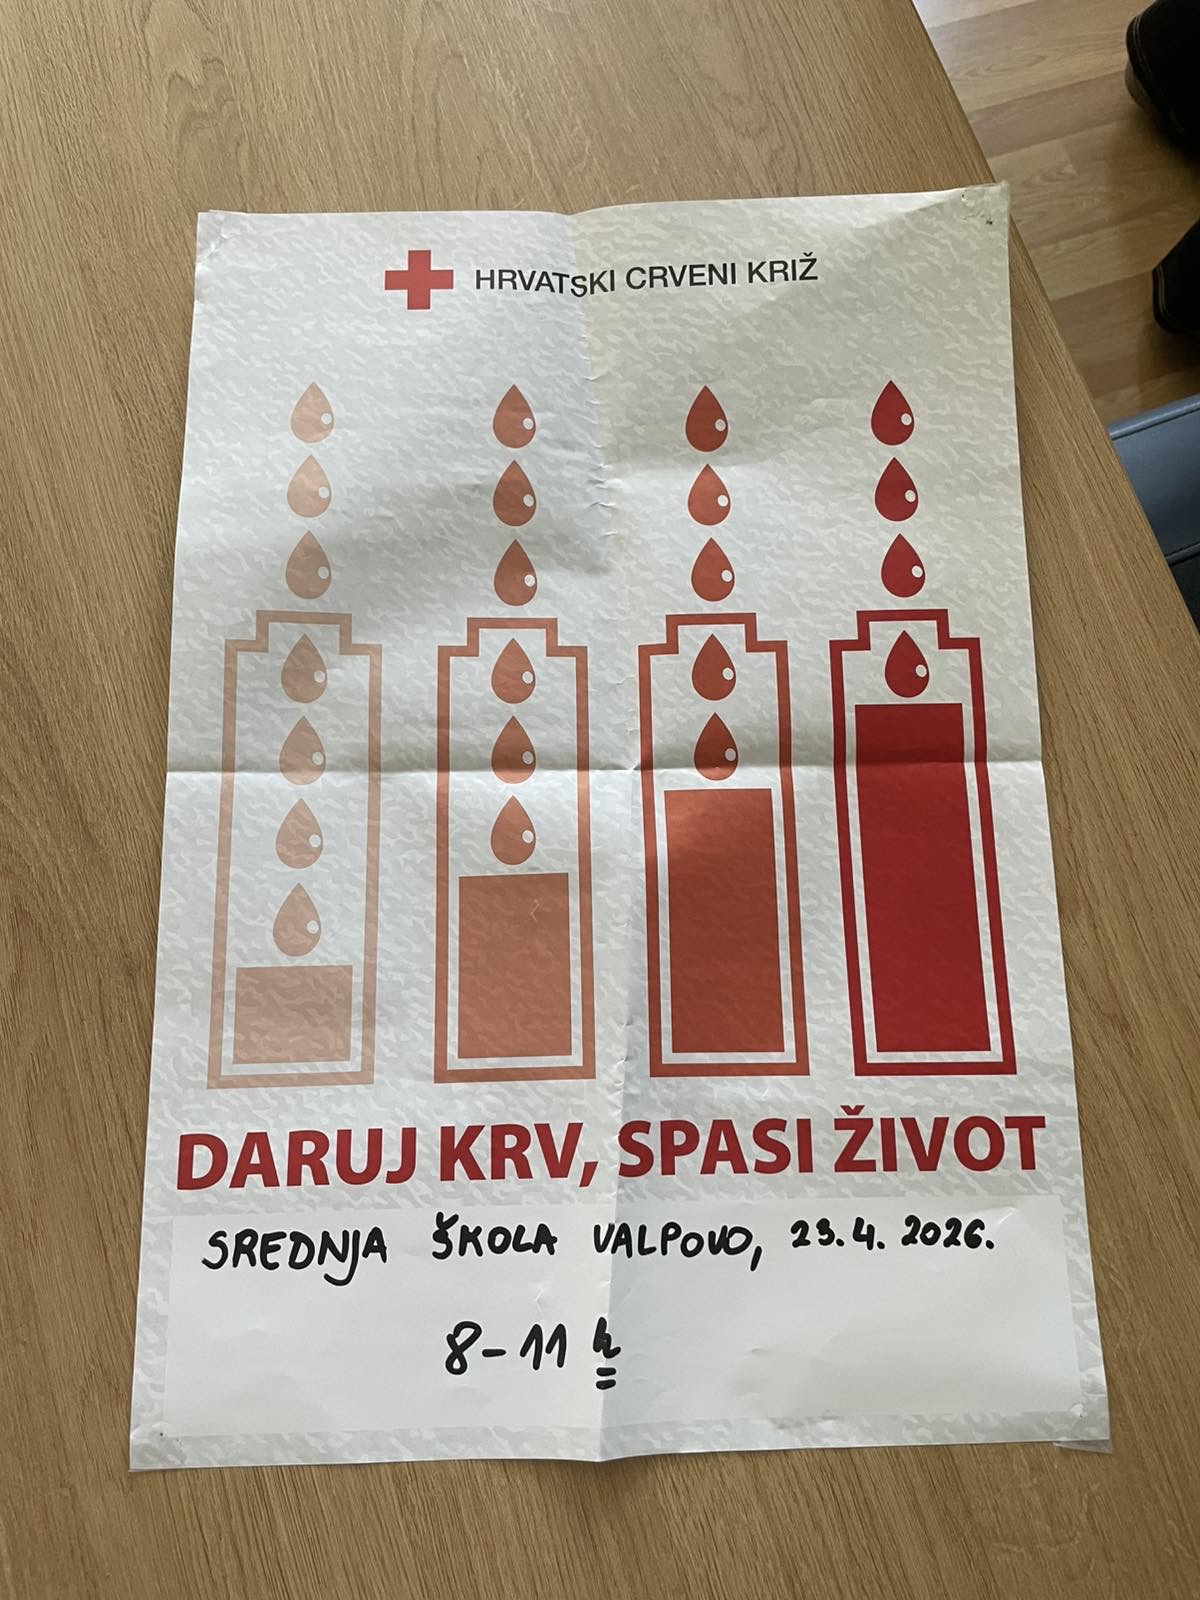 HRVATSKI CRVENI KRIŽ
DARUJ KRV, SPASI ŽIVOT
SREDNJA ŠKOLA VALPOVO, 23.4. 2026.
8-11 h